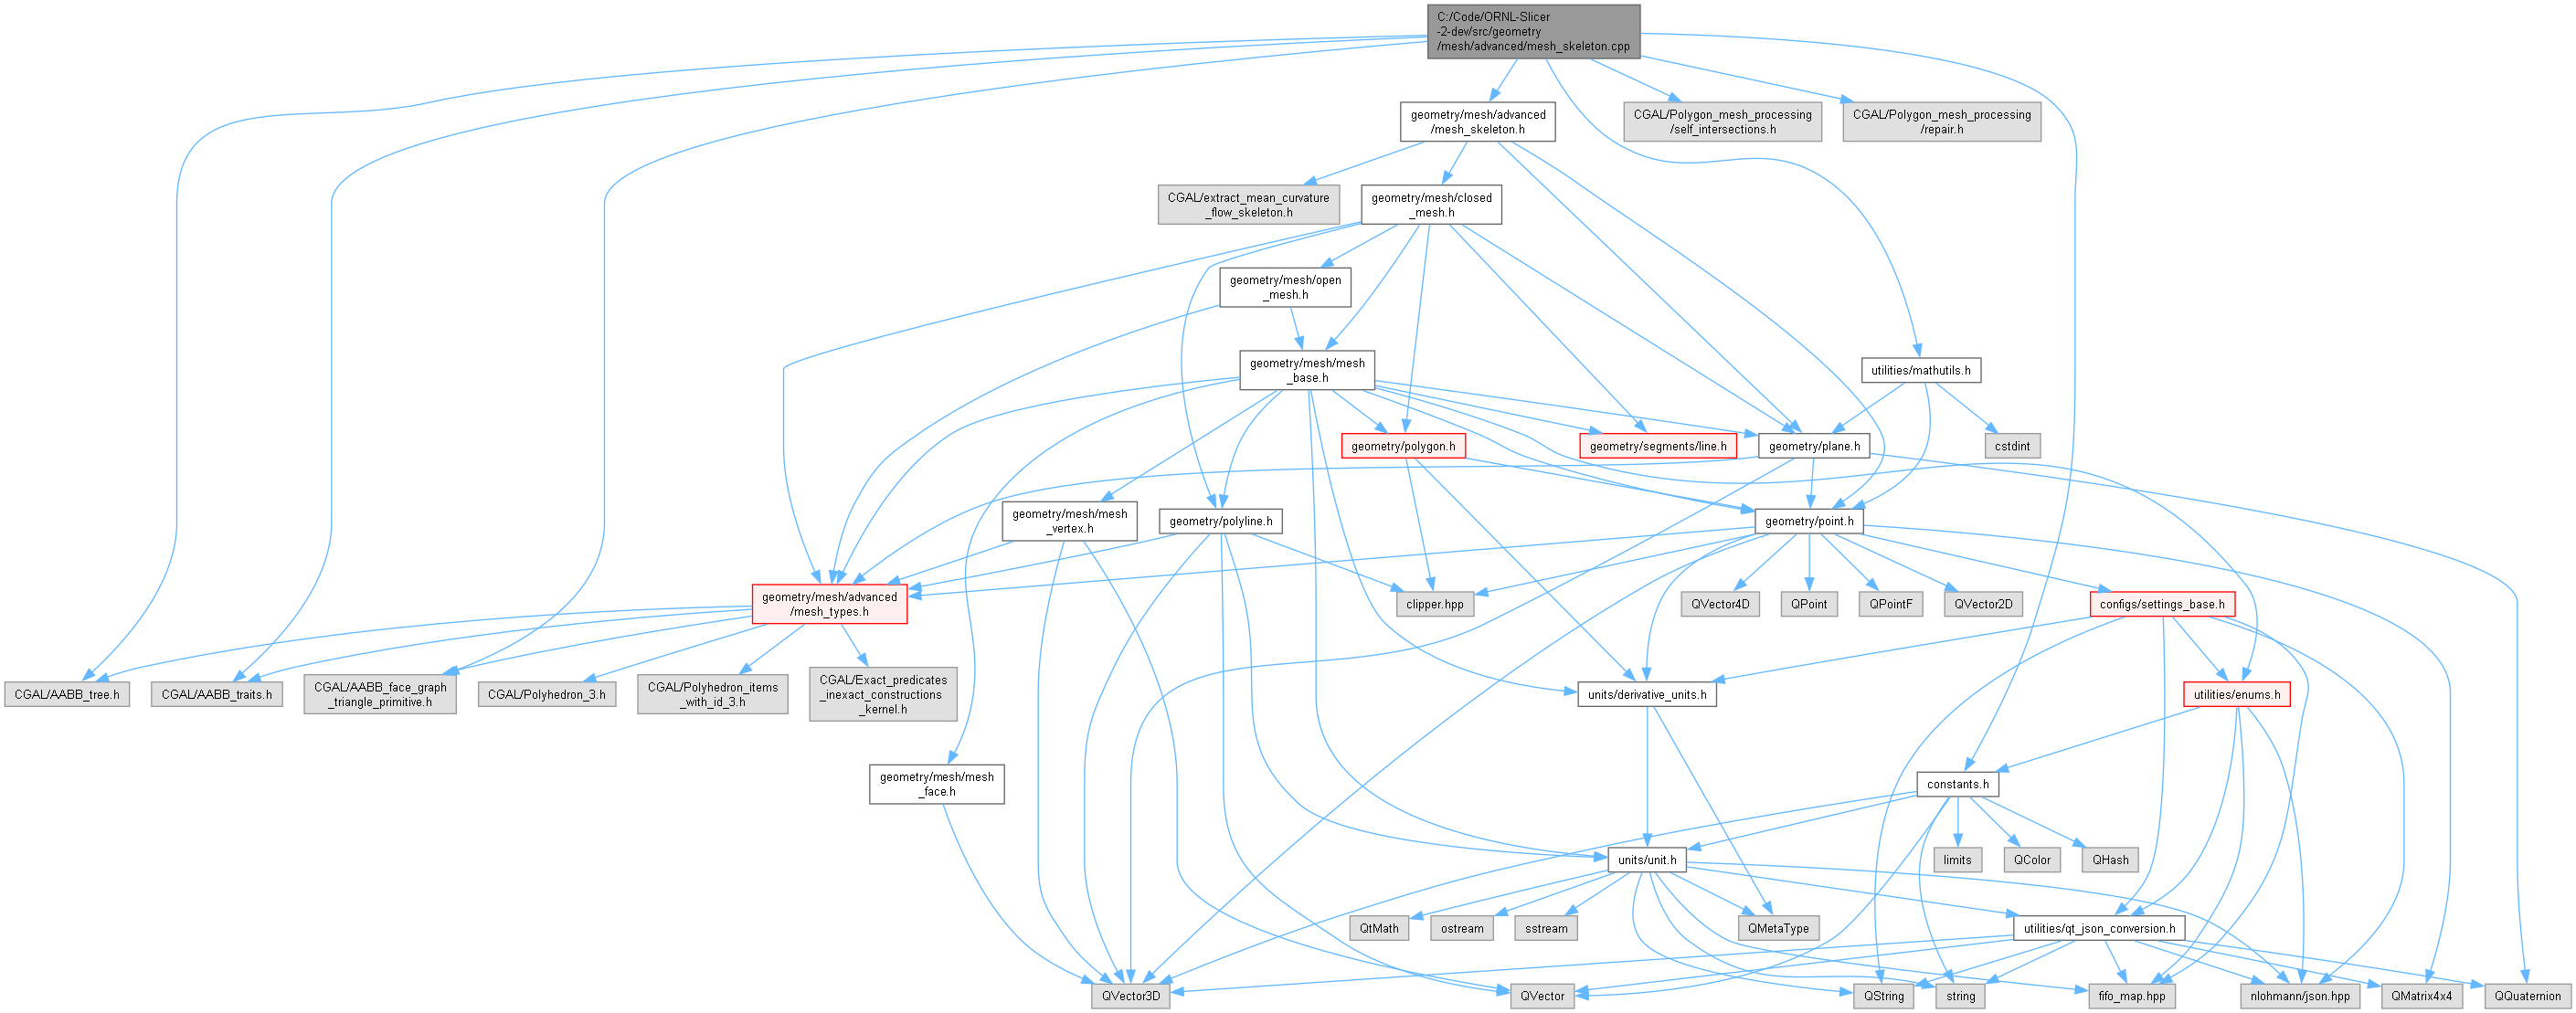 C:/Code/ORNL-Slicer
-2-dev/src/geometry
/mesh/advanced/mesh_skeleton.cpp
geometry/mesh/advanced
/mesh_skeleton.h
CGAL/Polygon_mesh_processing
/self_intersections.h
CGAL/Polygon_mesh_processing
/repair.h
CGAL/extract_mean_curvature
_flow_skeleton.h
geometry/mesh/closed
_mesh.h
geometry/mesh/open
_mesh.h
geometry/mesh/mesh
_base.h
utilities/mathutils.h
geometry/polygon.h
geometry/segments/line.h
geometry/plane.h
cstdint
geometry/mesh/mesh
_vertex.h
geometry/polyline.h
geometry/point.h
geometry/mesh/advanced
/mesh_types.h
clipper.hpp
QVector4D
QPoint
QPointF
QVector2D
configs/settings_base.h
CGAL/AABB_tree.h
CGAL/AABB_traits.h
CGAL/AABB_face_graph
_triangle_primitive.h
CGAL/Polyhedron_3.h
CGAL/Polyhedron_items
_with_id_3.h
CGAL/Exact_predicates
_inexact_constructions
_kernel.h
units/derivative_units.h
utilities/enums.h
geometry/mesh/mesh
_face.h
constants.h
units/unit.h
limits
QColor
QHash
QtMath
ostream
sstream
QMetaType
utilities/qt_json_conversion.h
QVector3D
QVector
QString
string
fifo_map.hpp
nlohmann/json.hpp
QMatrix4x4
QQuaternion